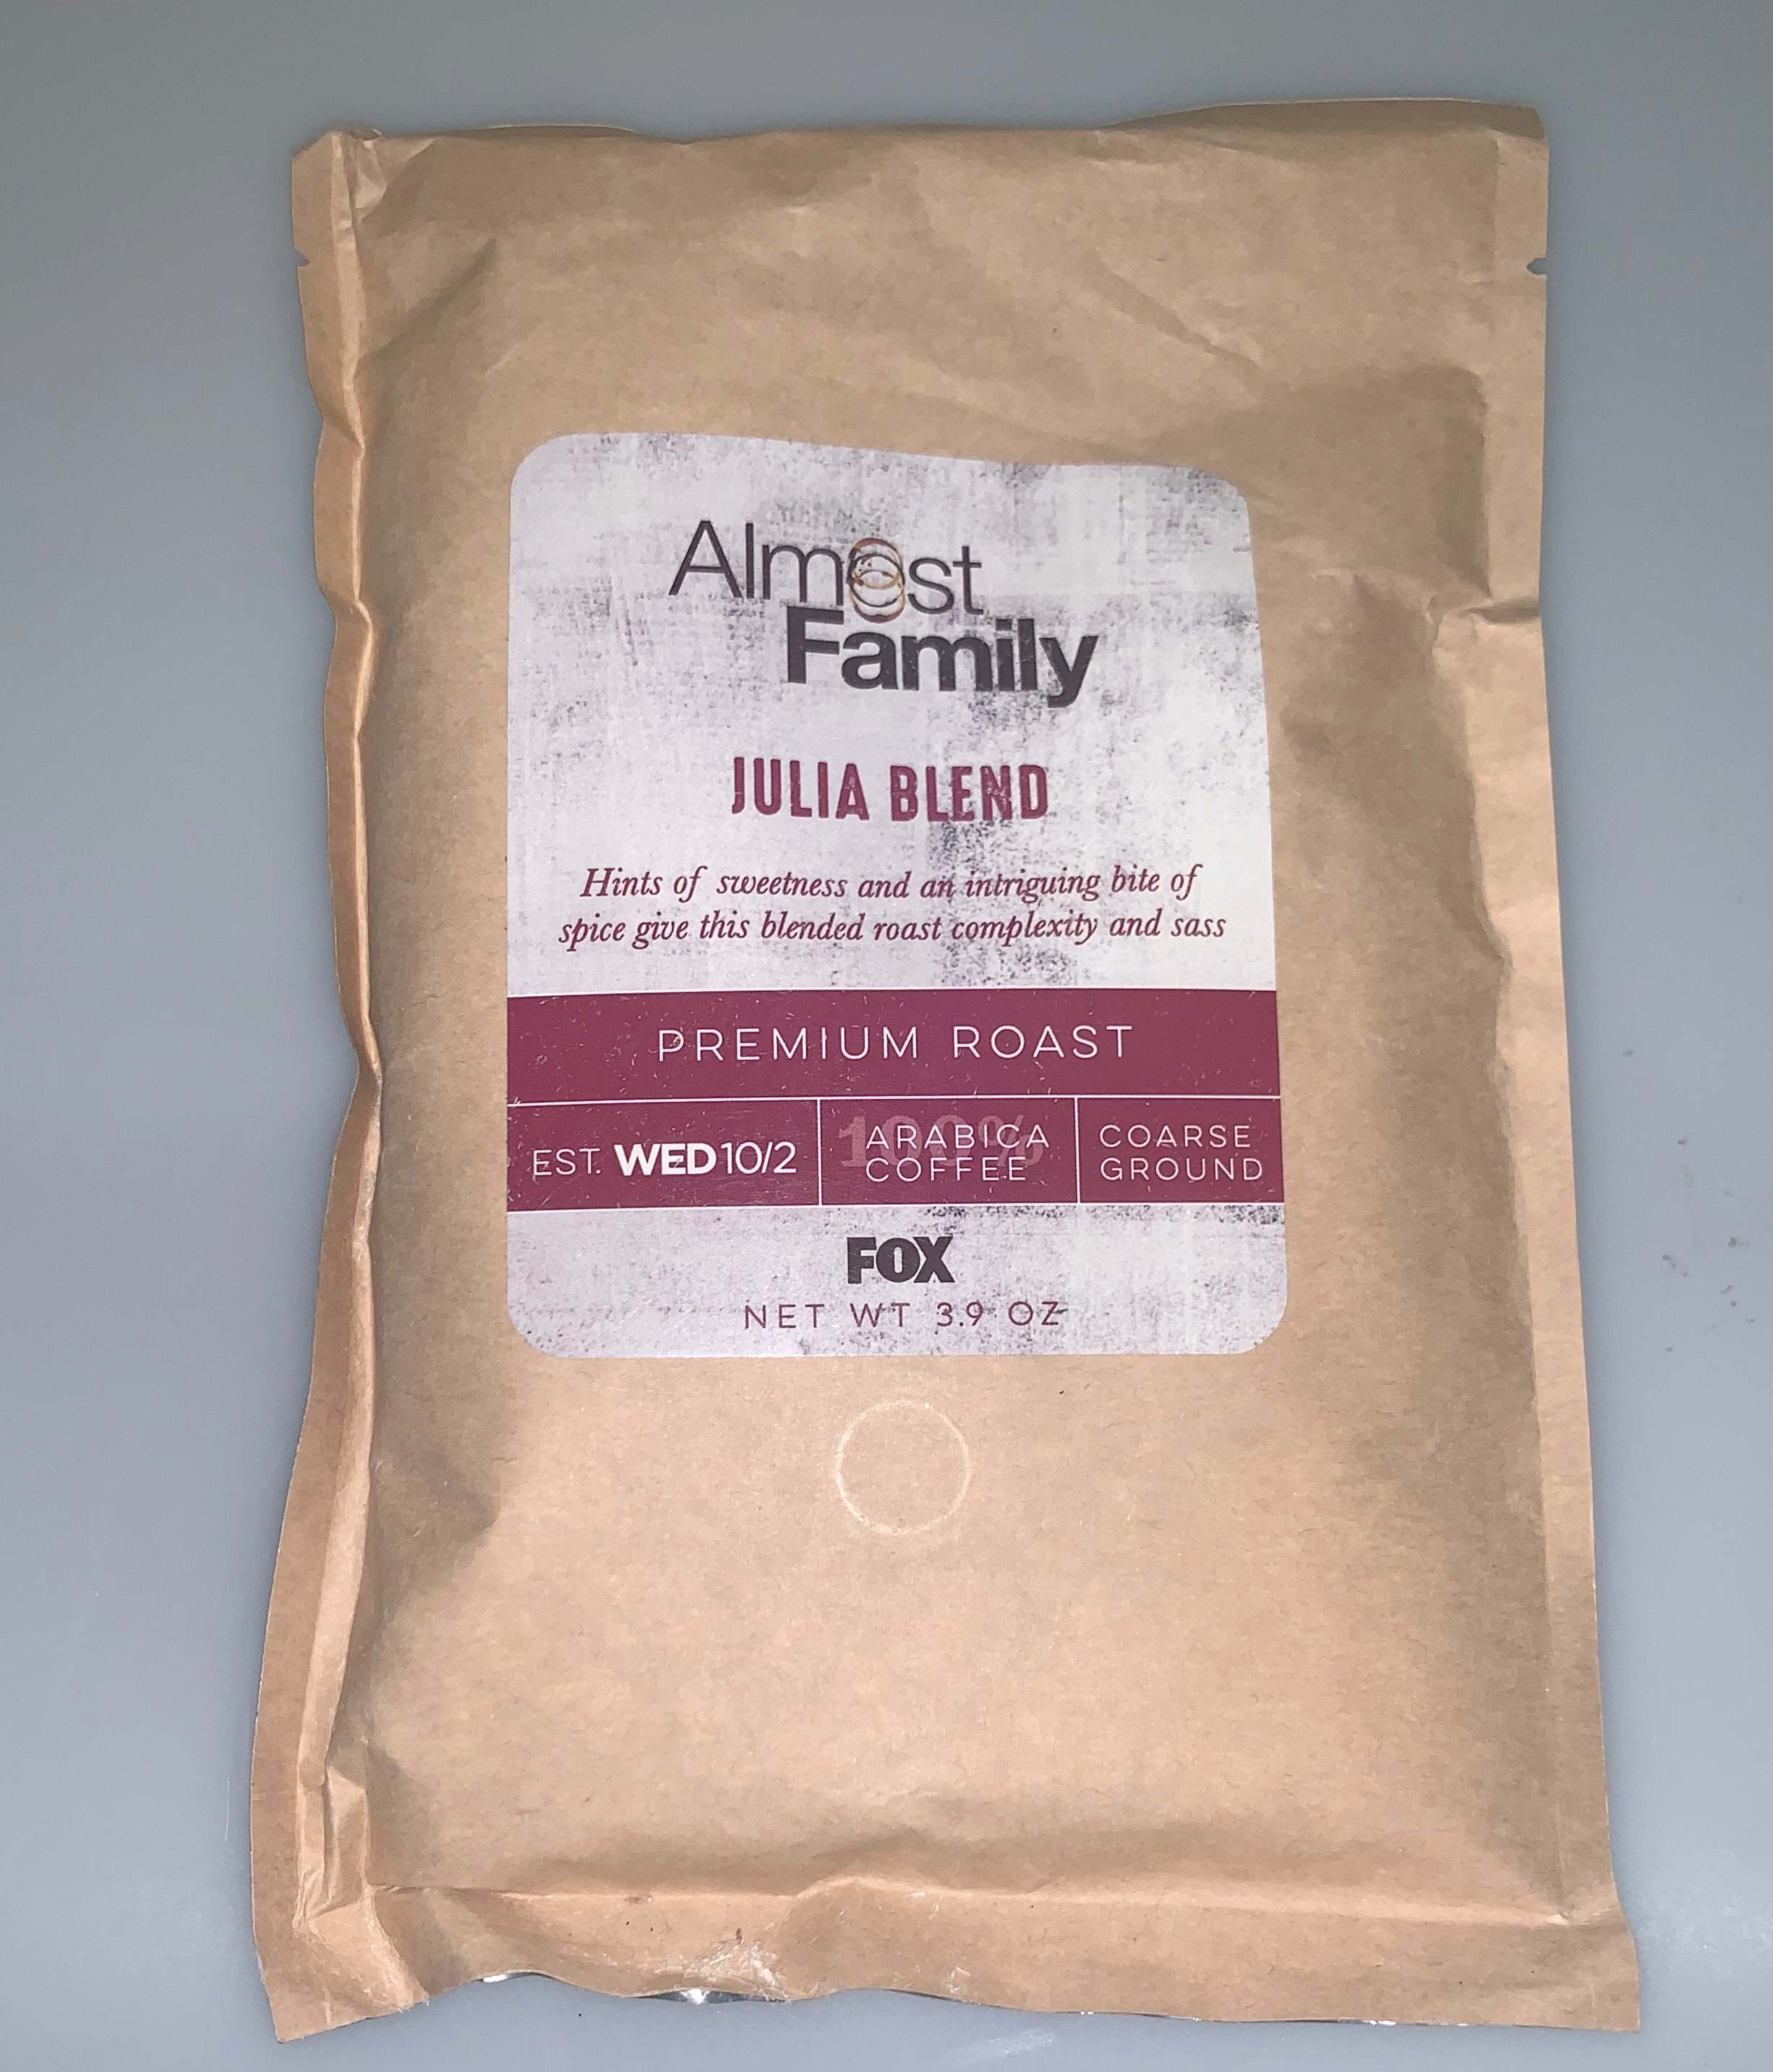 Almost
Family
JULIA BLEND
Hints of sweetness and an intriguing bite of
spice give this blended roast complexity and sass
PREMIUM ROAST
EST. WED 10/2
100%
ARABICA
COFFEE
COARSE
GROUND
FOX
NET WT 3.9 OZ